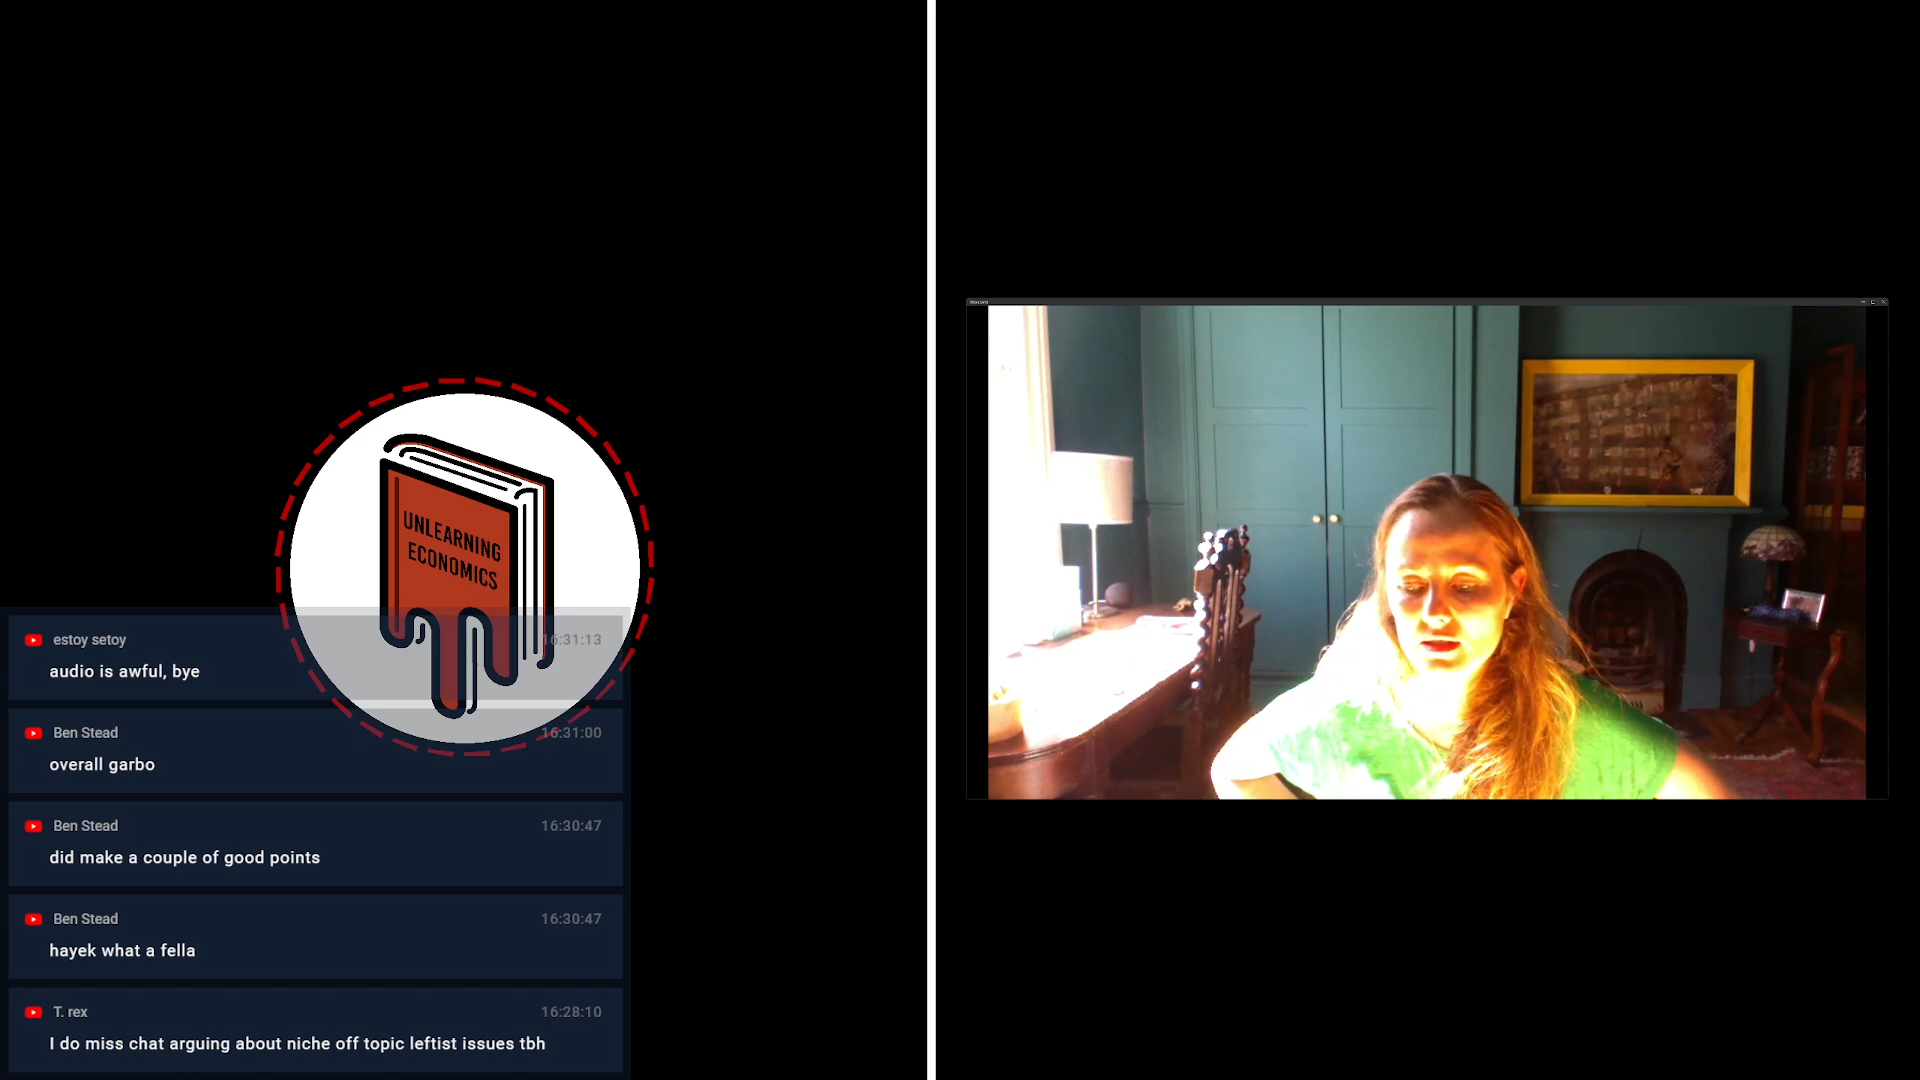 UNLEARNING
ECONOMICS
estoy setoy 16:31:13
audio is awful, bye
Ben Stead 16:31:00
overall garbo
Ben Stead 16:30:47
did make a couple of good points
Ben Stead 16:30:47
hayek what a fella
T. rex 16:28:10
I do miss chat arguing about niche off topic leftist issues tbh
Discord